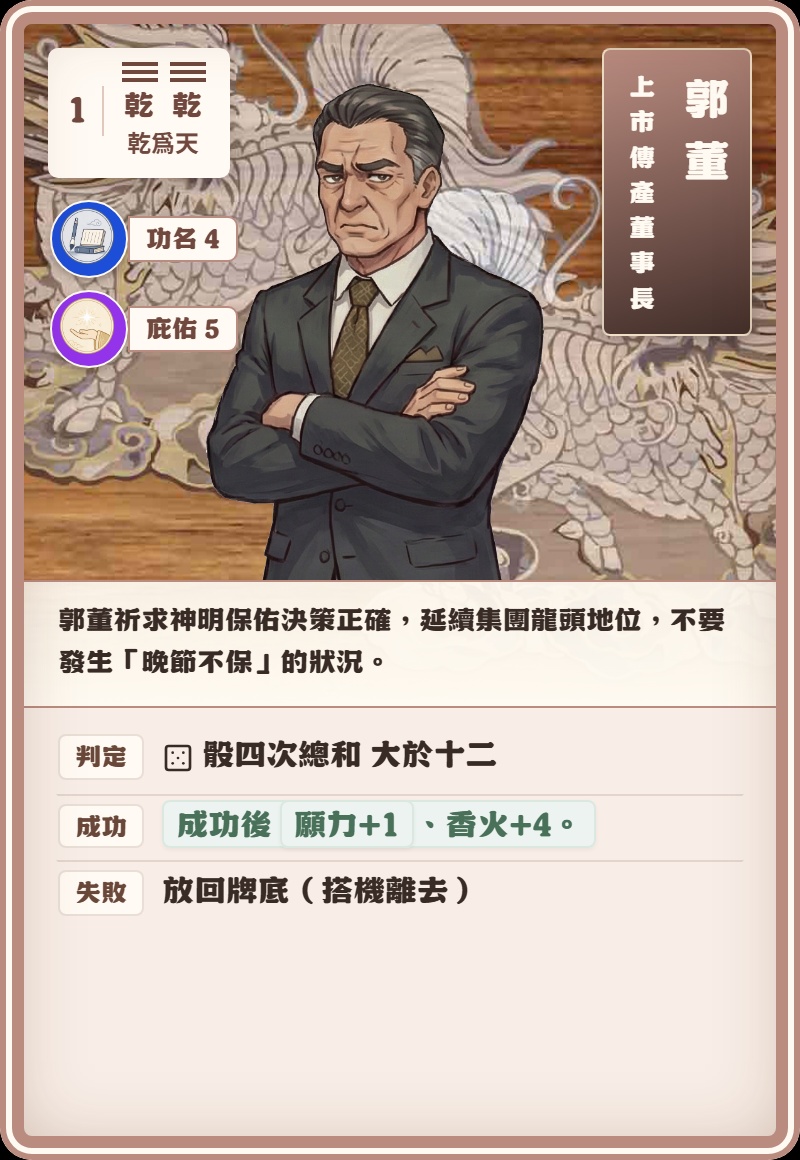 1
乾 乾
乾爲天
功名 4
庇佑 5
郭董
上市傳產董事長
郭董祈求神明保佑決策正確，延續集團龍頭地位，不要
發生「晚節不保」的狀況。
判定 骰四次總和 大於十二
成功 成功後 願力+1 、香火+4。
失敗 放回牌底（搭機離去）